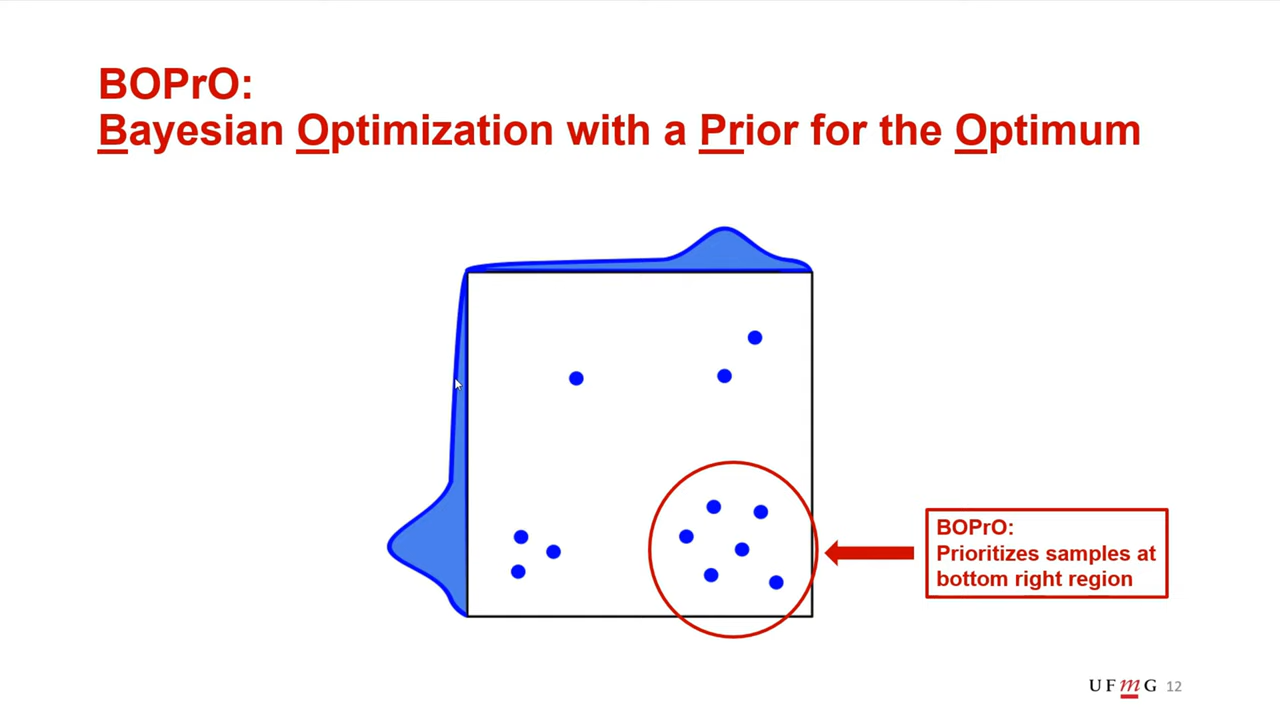 BOPrO:
Bayesian Optimization with a Prior for the Optimum
BOPrO:
Prioritizes samples at
bottom right region
UFmG 12